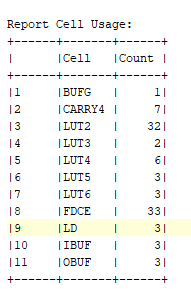 Report Cell Usage:
+------+-------+------+
|      |Cell   |Count |
+------+-------+------+
|1     |BUFG   |     1|
|2     |CARRY4 |     7|
|3     |LUT2   |    32|
|4     |LUT3   |     2|
|5     |LUT4   |     6|
|6     |LUT5   |     3|
|7     |LUT6   |     3|
|8     |FDCE   |    33|
|9     |LD     |     3|
|10    |IBUF   |     3|
|11    |OBUF   |     3|
+------+-------+------+